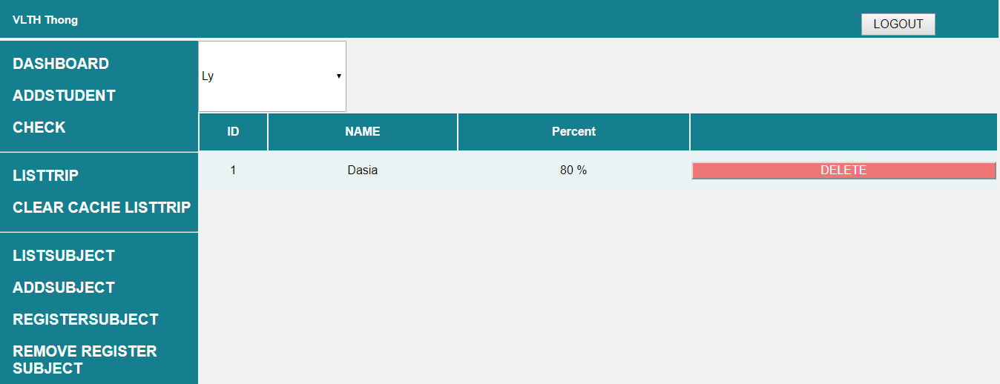 VLTH Thong
LOGOUT
DASHBOARD
ADDSTUDENT
CHECK
LISTTRIP
CLEAR CACHE LISTTRIP
LISTSUBJECT
ADDSUBJECT
REGISTERSUBJECT
REMOVE REGISTER
SUBJECT
Ly
ID NAME Percent
1 Dasia 80 % DELETE